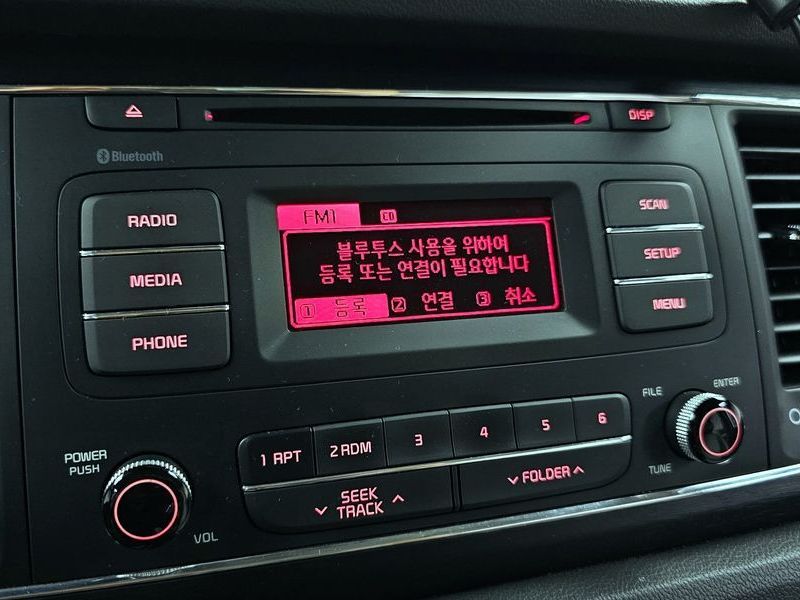 DISP
Bluetooth
RADIO
MEDIA
PHONE
FM1 CD
블루투스 사용을 위하여
등록 또는 연결이 필요합니다
1 등록 2 연결 3 취소
SCAN
SETUP
MENU
FILE
ENTER
TUNE
1 RPT
2 RDM
3
4
5
6
SEEK
TRACK
FOLDER
POWER
PUSH
VOL